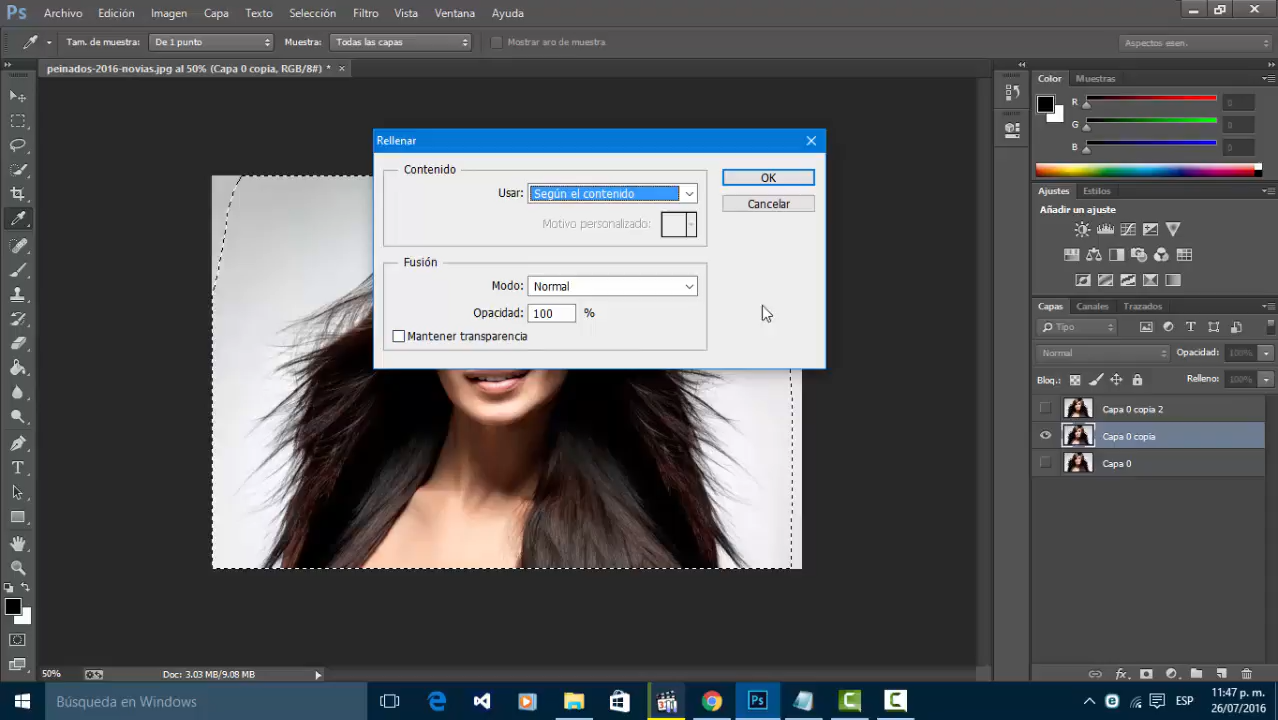 Ps Archivo Edición Imagen Capa Texto Selección Filtro Vista Ventana Ayuda
Tam. de muestra: De 1 punto Muestra: Todas las capas Mostrar aro de muestra Aspectos esen.
peinados-2016-novias.jpg al 50% (Capa 0 copia, RGB/8#) * ×
Color Muestras
R 0
G 0
B 0
Ajustes Estilos
Añadir un ajuste
Rellenar
Contenido
Usar: Según el contenido
Motivo personalizado:
OK
Cancelar
Fusión
Modo: Normal
Opacidad: 100 %
Mantener transparencia
Capas Canales Trazados
Tipo
Normal Opacidad: 100%
Bloq.: Relleno: 100%
Capa 0 copia 2
Capa 0 copia
Capa 0
50% Doc: 3.03 MB/9.08 MB
Búsqueda en Windows
Ps
ESP
11:47 p. m.
26/07/2016